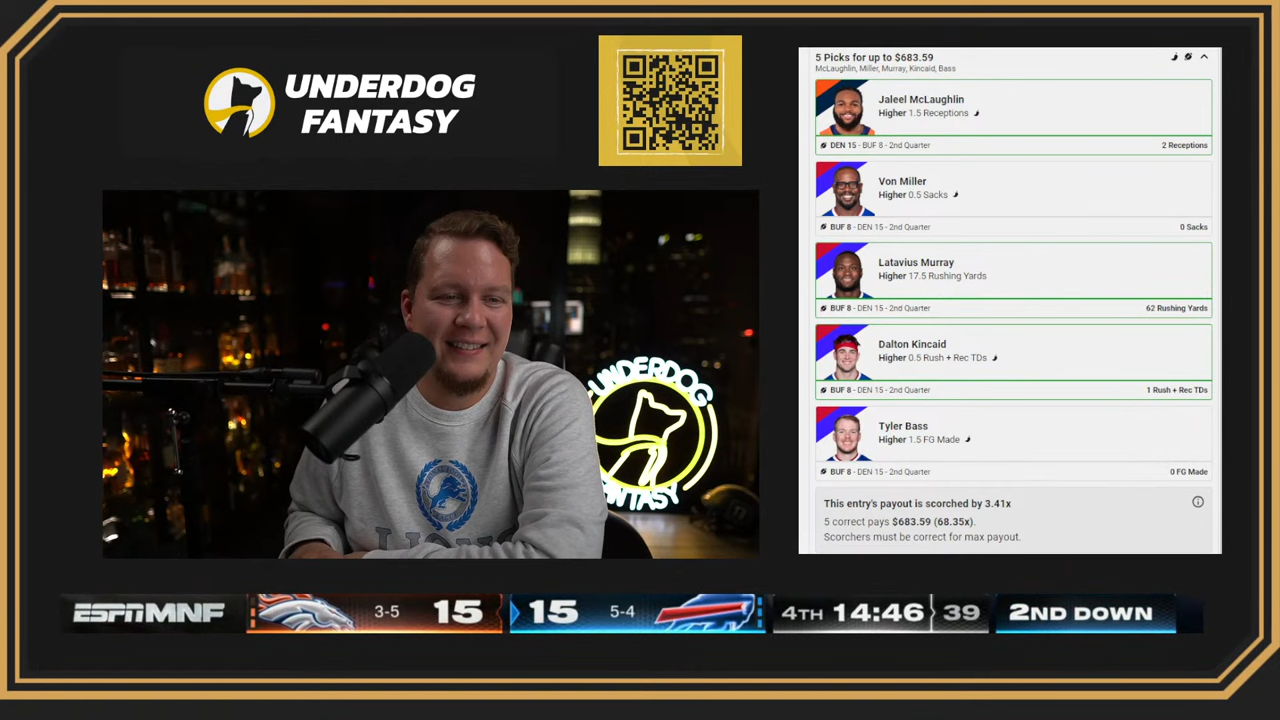 UNDERDOG
FANTASY
5 Picks for up to $683.59
McLaughlin, Miller, Murray, Kincaid, Bass
Jaleel McLaughlin
Higher 1.5 Receptions
DEN 15 - BUF 8 - 2nd Quarter
2 Receptions
Von Miller
Higher 0.5 Sacks
BUF 8 - DEN 15 - 2nd Quarter
0 Sacks
Latavius Murray
Higher 17.5 Rushing Yards
BUF 8 - DEN 15 - 2nd Quarter
62 Rushing Yards
Dalton Kincaid
Higher 0.5 Rush + Rec TDs
BUF 8 - DEN 15 - 2nd Quarter
1 Rush + Rec TDs
Tyler Bass
Higher 1.5 FG Made
BUF 8 - DEN 15 - 2nd Quarter
0 FG Made
This entry's payout is scorched by 3.41x
5 correct pays $683.59 (68.35x).
Scorchers must be correct for max payout.
UNDERDOG
FANTASY
LIONS
ESPN MNF
3-5
15
15
5-4
4TH 14:46
39
2ND DOWN